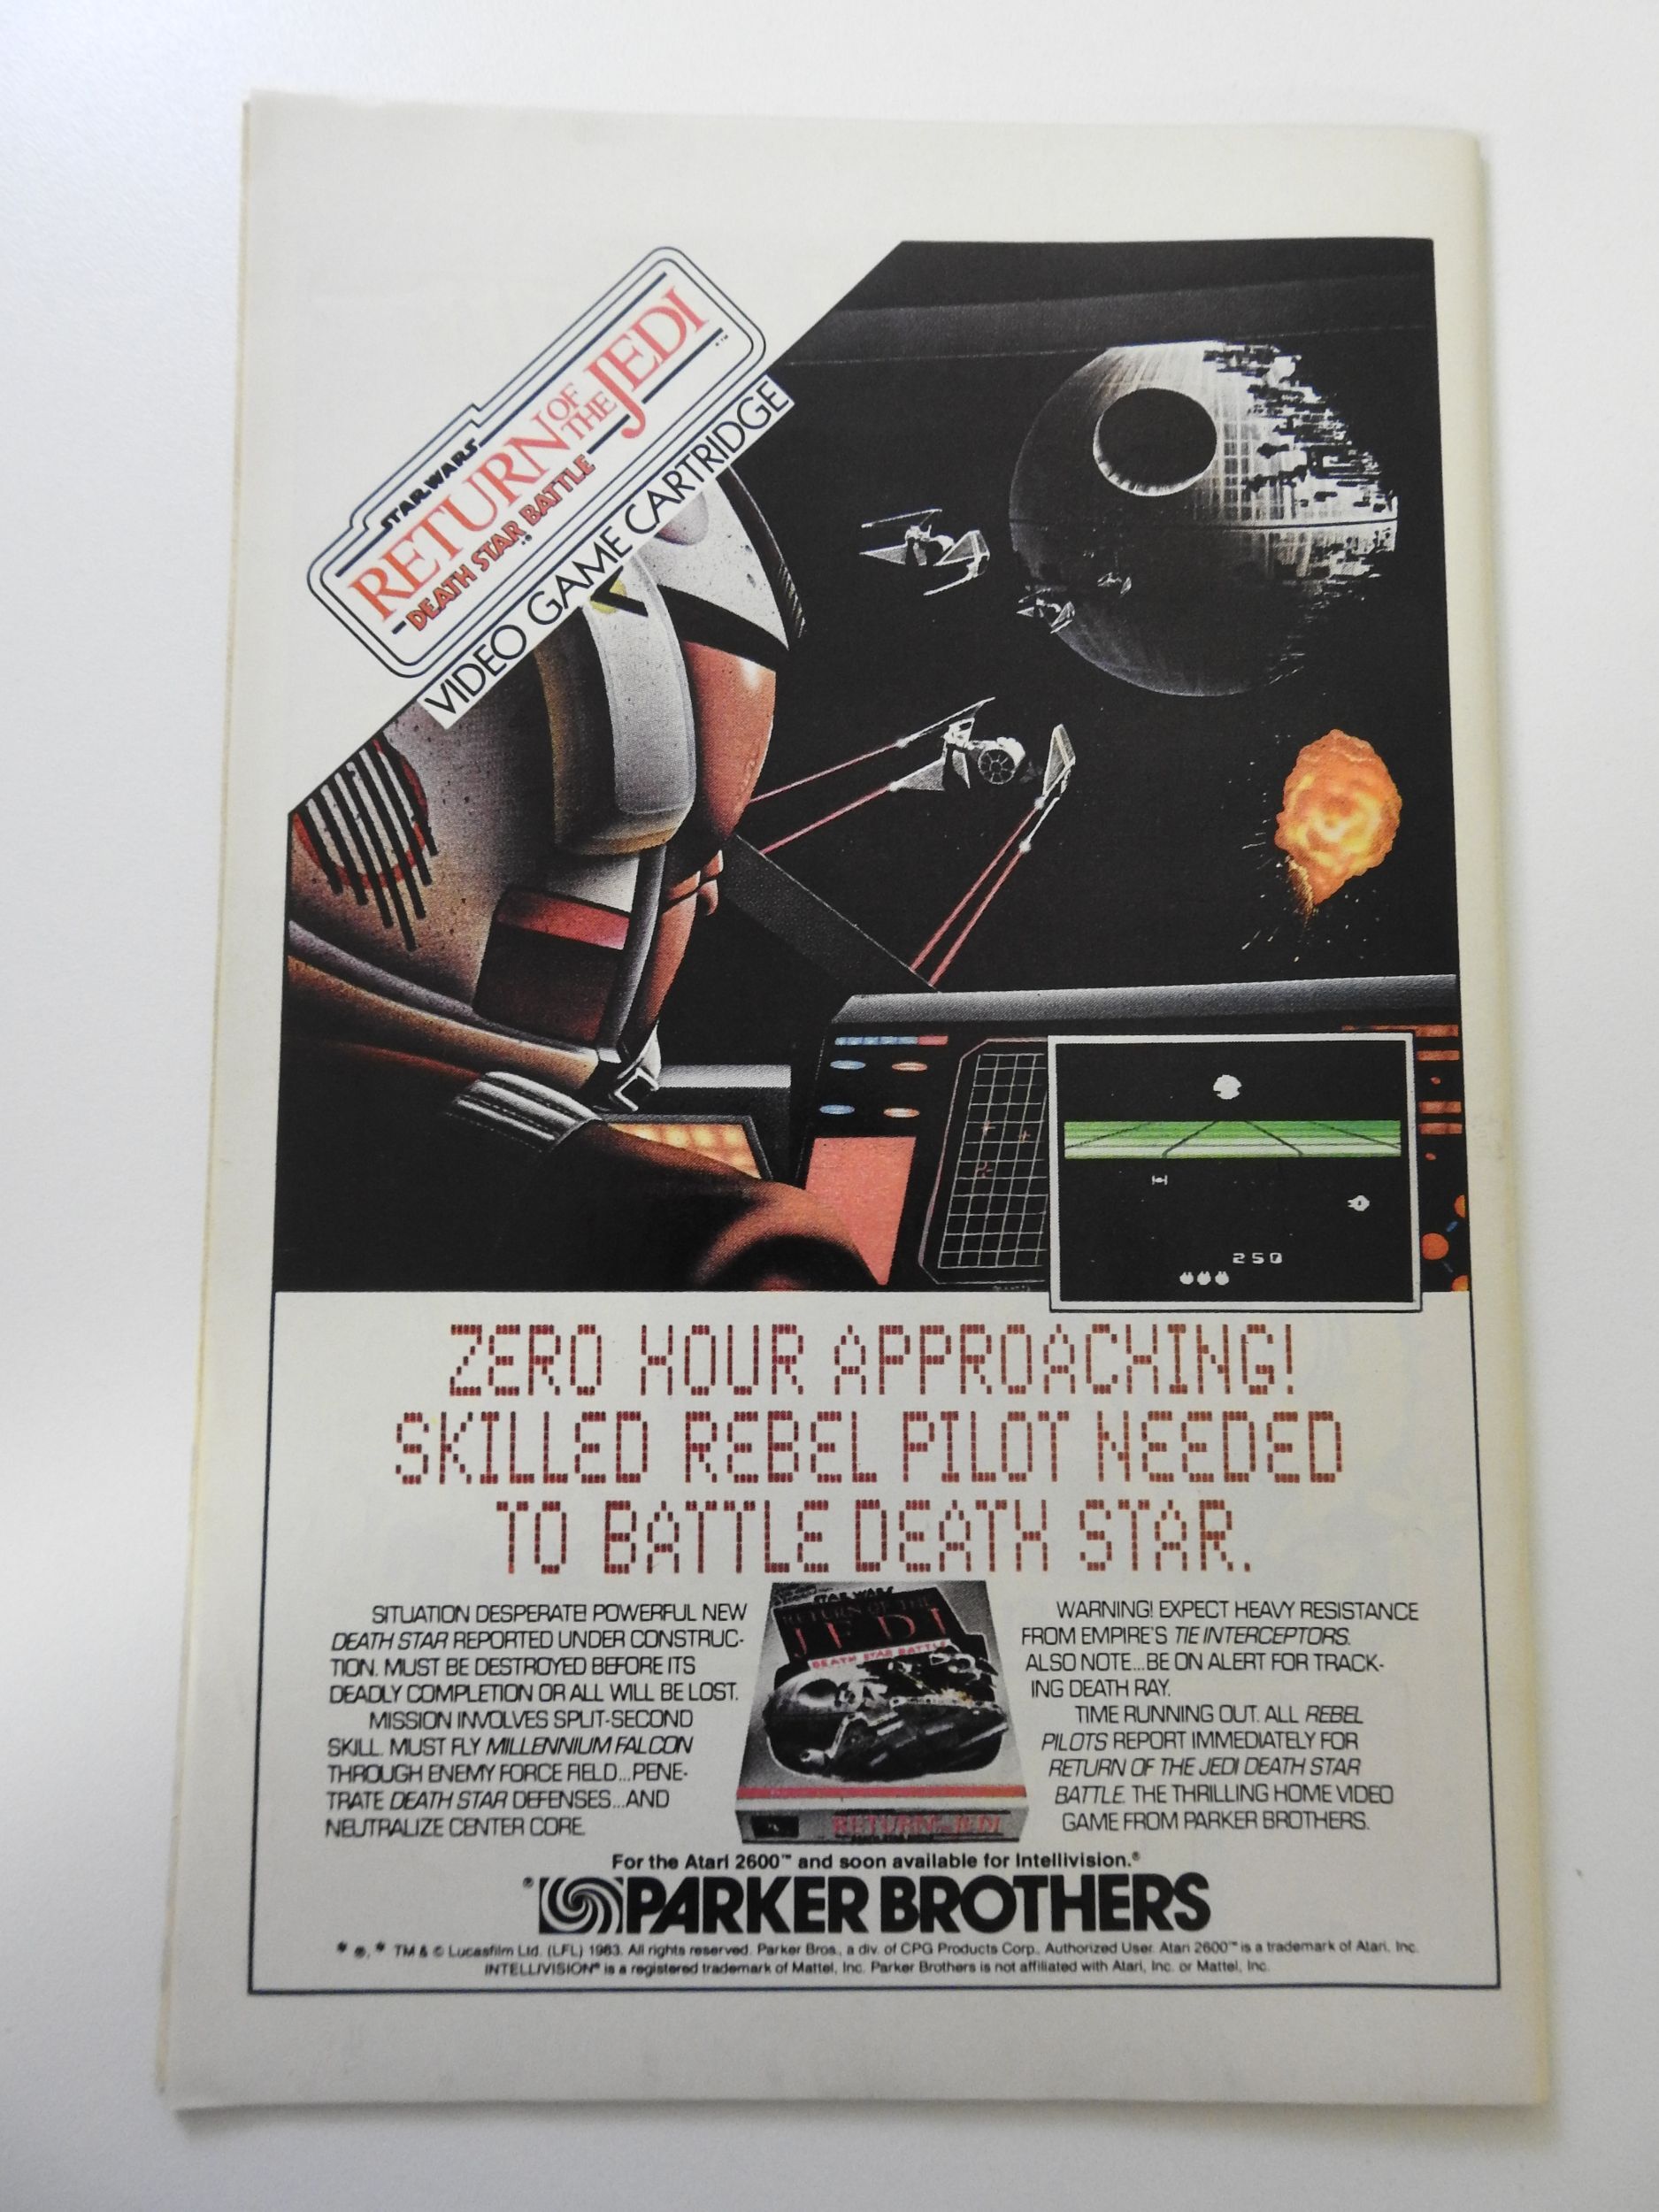 STAR WARS
RETURN OF THE JEDI
DEATH STAR BATTLE
VIDEO GAME CARTRIDGE
250
ZERO HOUR APPROACHING!
SKILLED REBEL PILOT NEEDED
TO BATTLE DEATH STAR.
SITUATION DESPERATE! POWERFUL NEW
DEATH STAR REPORTED UNDER CONSTRUC-
TION. MUST BE DESTROYED BEFORE ITS
DEADLY COMPLETION OR ALL WILL BE LOST.
MISSION INVOLVES SPLIT-SECOND
SKILL. MUST FLY MILLENNIUM FALCON
THROUGH ENEMY FORCE FIELD...PENE-
TRATE DEATH STAR DEFENSES...AND
NEUTRALIZE CENTER CORE.
STAR WARS
RETURN OF THE
JEDI
DEATH STAR BATTLE
RETURN OF THE JEDI
WARNING! EXPECT HEAVY RESISTANCE
FROM EMPIRE'S TIE INTERCEPTORS.
ALSO NOTE...BE ON ALERT FOR TRACK-
ING DEATH RAY.
TIME RUNNING OUT. ALL REBEL
PILOTS REPORT IMMEDIATELY FOR
RETURN OF THE JEDI DEATH STAR
BATTLE. THE THRILLING HOME VIDEO
GAME FROM PARKER BROTHERS.
For the Atari 2600™ and soon available for Intellivision.®
® PARKER BROTHERS
* ®, * TM & © Lucasfilm Ltd. (LFL) 1983. All rights reserved. Parker Bros., a div. of CPG Products Corp., Authorized User. Atari 2600™ is a trademark of Atari, Inc.
INTELLIVISION® is a registered trademark of Mattel, Inc. Parker Brothers is not affiliated with Atari, Inc. or Mattel, Inc.